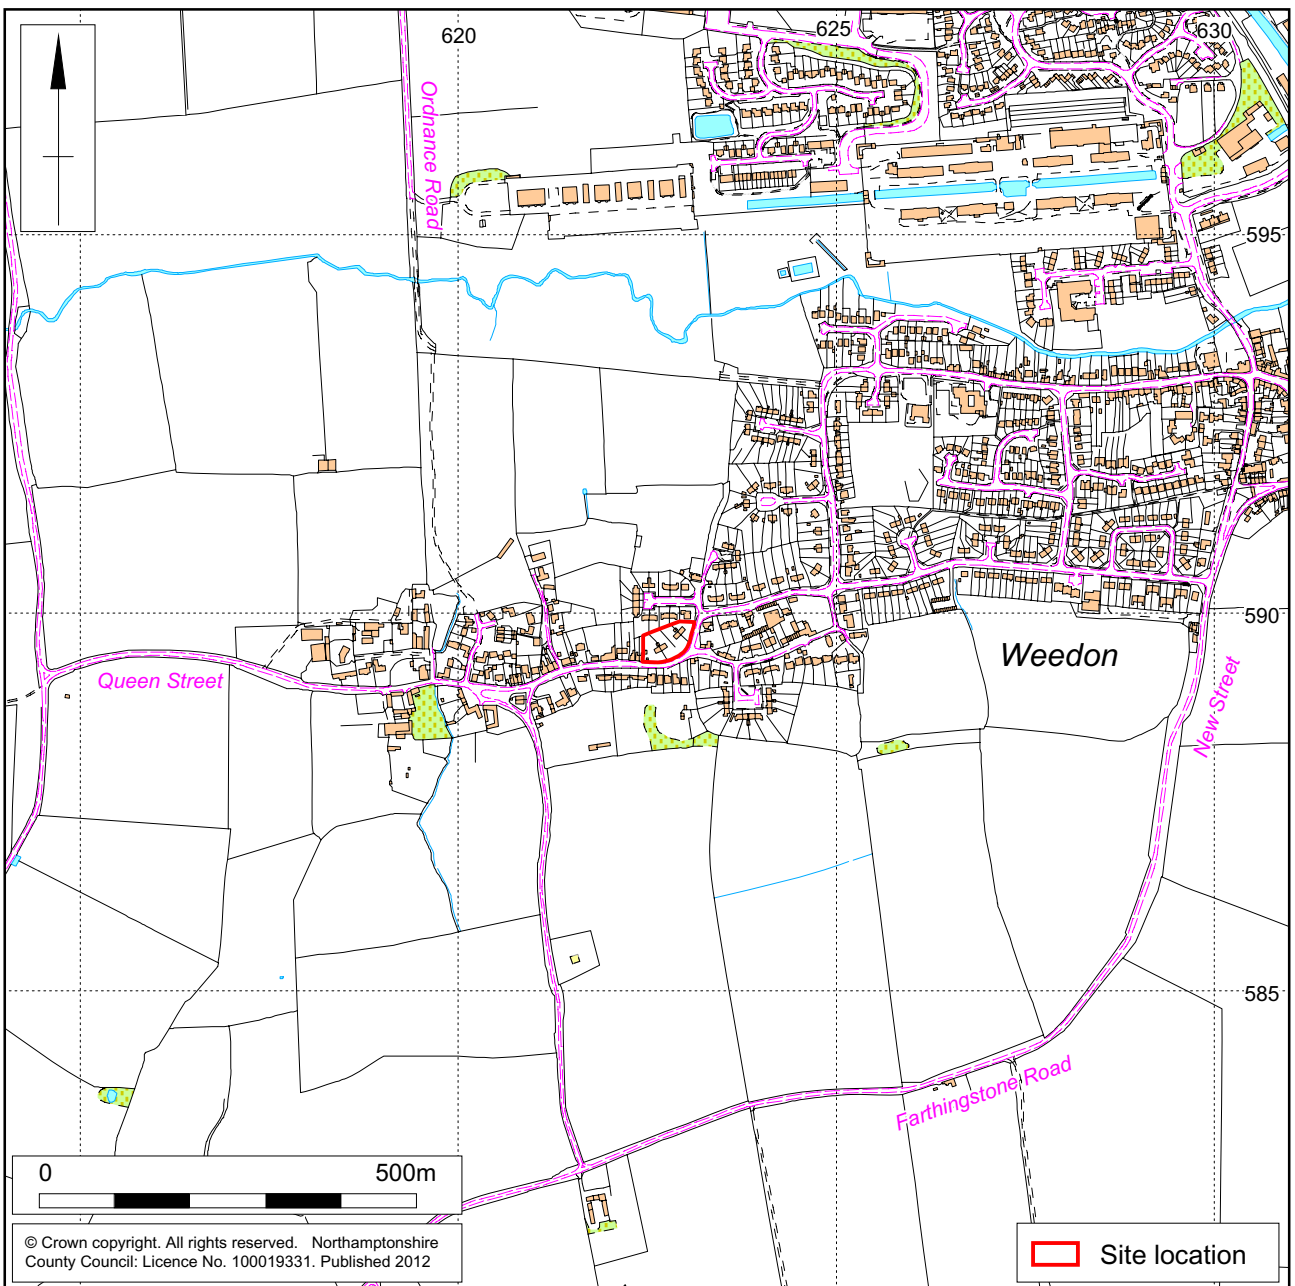 620
625
630
Ordnance Road
595
590
Weedon
Queen Street
New Street
585
Farthingstone Road
0 500m
© Crown copyright. All rights reserved. Northamptonshire
County Council: Licence No. 100019331. Published 2012
Site location